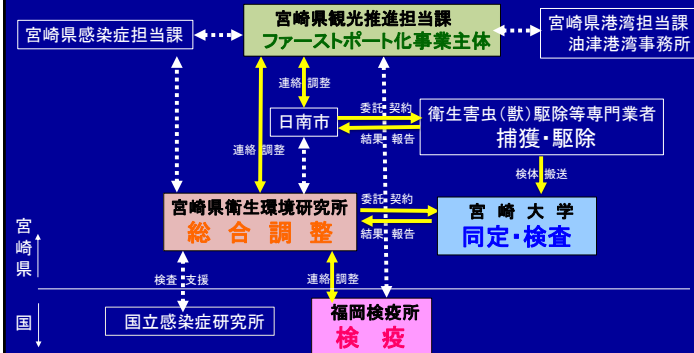 宮崎県観光推進担当課
ファーストポート化事業主体
宮崎県感染症担当課
宮崎県港湾担当課
油津港湾事務所
連絡 調整
委託 契約
日南市
結果 報告
衛生害虫(獣)駆除等専門業者
捕獲・駆除
連絡 調整
検体 搬送
宮崎県衛生環境研究所
総合調整
委託 契約
結果 報告
宮崎大学
同定・検査
宮崎県
検査 支援
連絡 調整
国
国立感染症研究所
福岡検疫所
検疫